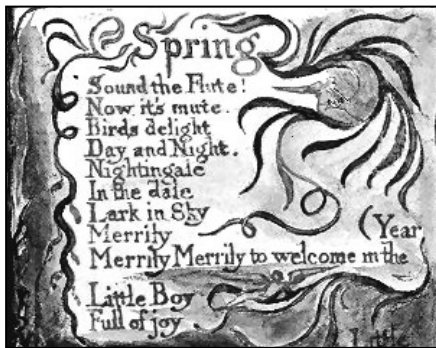 Spring
Sound the Flute!
Now it's mute.
Birds delight
Day and Night.
Nightingale
In the dale
Lark in Sky
Merrily
(Year
Merrily Merrily to welcome in the
Little Boy
Full of joy
Little